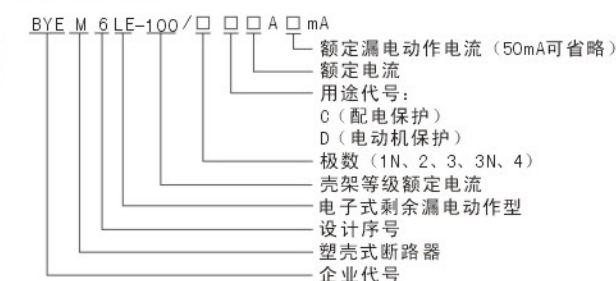 BYE M 6 LE-100/□ □ □ A □ mA
额定漏电动作电流（50mA可省略）
额定电流
用途代号：
C（配电保护）
D（电动机保护）
极数（1N、2、3、3N、4）
壳架等级额定电流
电子式剩余漏电动作型
设计序号
塑壳式断路器
企业代号